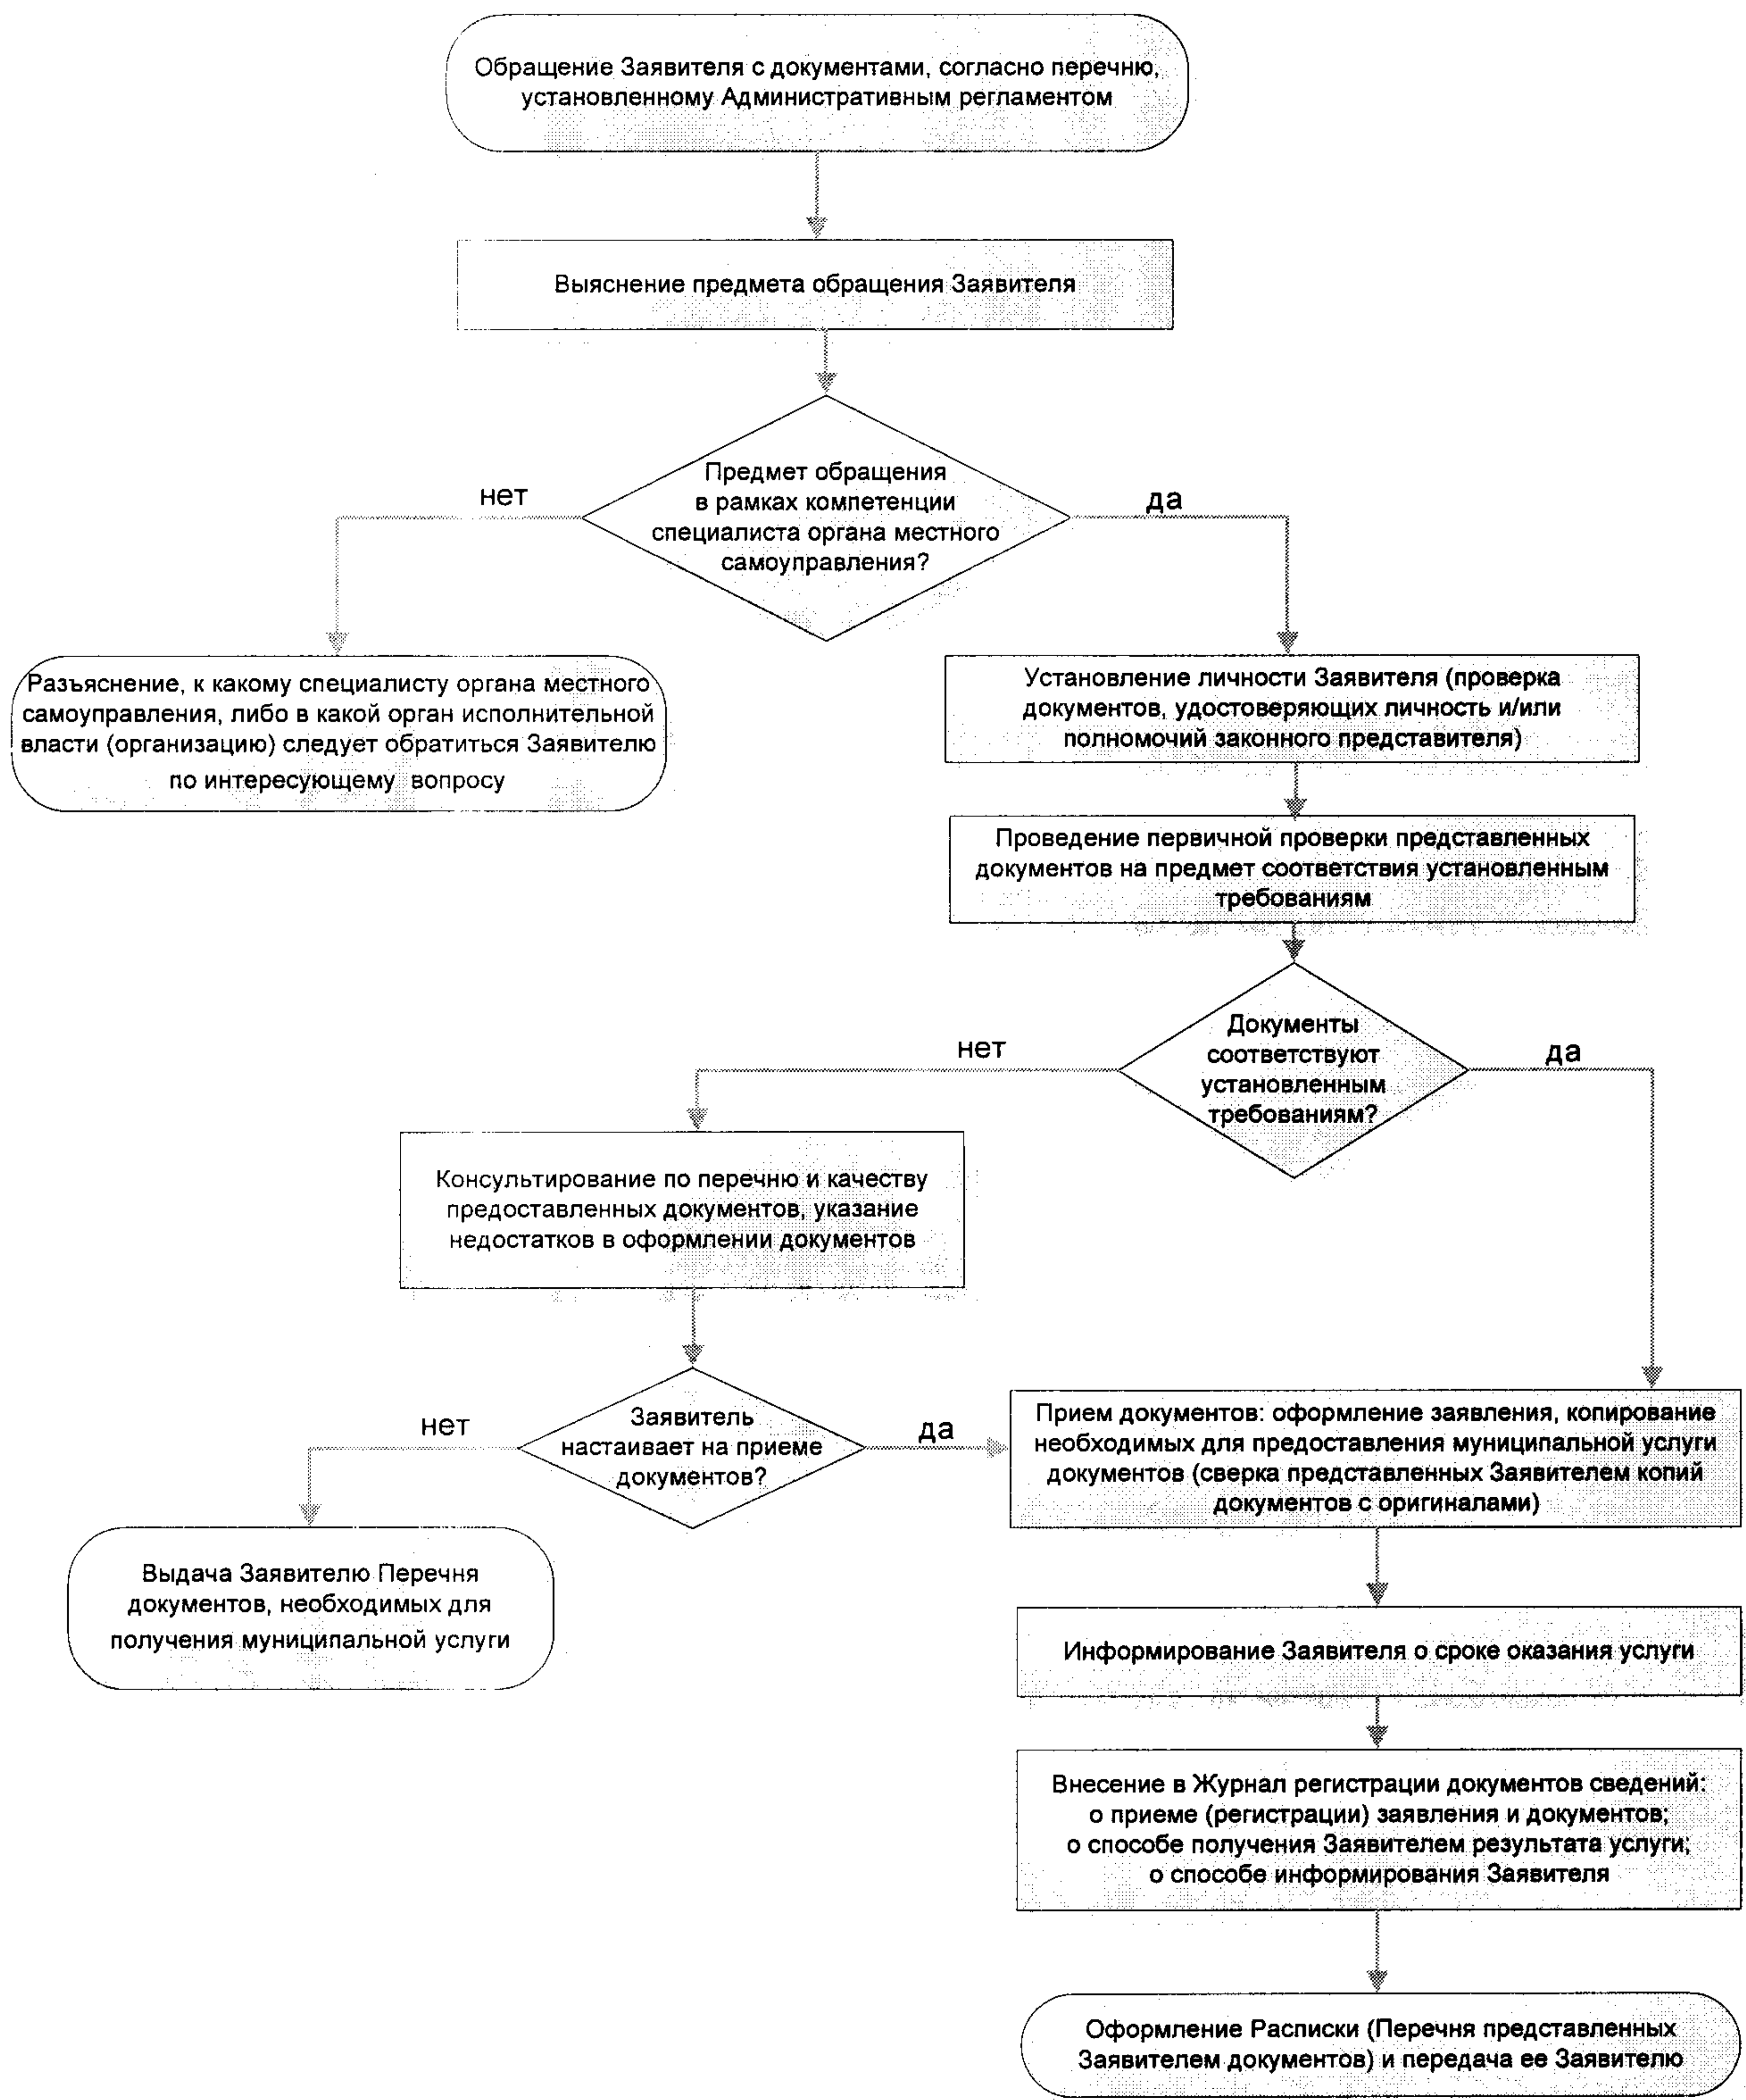 Обращение Заявителя с документами, согласно перечню,
установленному Административным регламентом
Выяснение предмета обращения Заявителя
Предмет обращения
в рамках компетенции
специалиста органа местного
самоуправления?
нет
да
Разъяснение, к какому специалисту органа местного
самоуправления, либо в какой орган исполнительной
власти (организацию) следует обратиться Заявителю
по интересующему вопросу
Установление личности Заявителя (проверка
документов, удостоверяющих личность и/или
полномочий законного представителя)
Проведение первичной проверки представленных
документов на предмет соответствия установленным
требованиям
Документы
соответствуют
установленным
требованиям?
нет
да
Консультирование по перечню и качеству
предоставленных документов, указание
недостатков в оформлении документов
Заявитель
настаивает на приеме
документов?
нет
да
Прием документов: оформление заявления, копирование
необходимых для предоставления муниципальной услуги
документов (сверка представленных Заявителем копий
документов с оригиналами)
Выдача Заявителю Перечня
документов, необходимых для
получения муниципальной услуги
Информирование Заявителя о сроке оказания услуги
Внесение в Журнал регистрации документов сведений:
о приеме (регистрации) заявления и документов;
о способе получения Заявителем результата услуги;
о способе информирования Заявителя
Оформление Расписки (Перечня представленных
Заявителем документов) и передача ее Заявителю